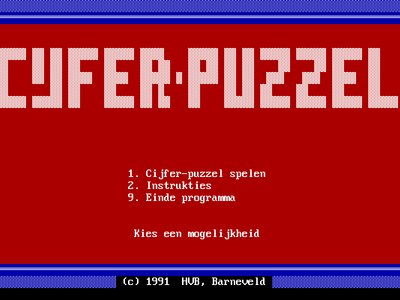 CIJFER-PUZZEL
1. Cijfer-puzzel spelen
2. Instrukties
9. Einde programma
Kies een mogelijkheid
(c) 1991 HVB, Barneveld